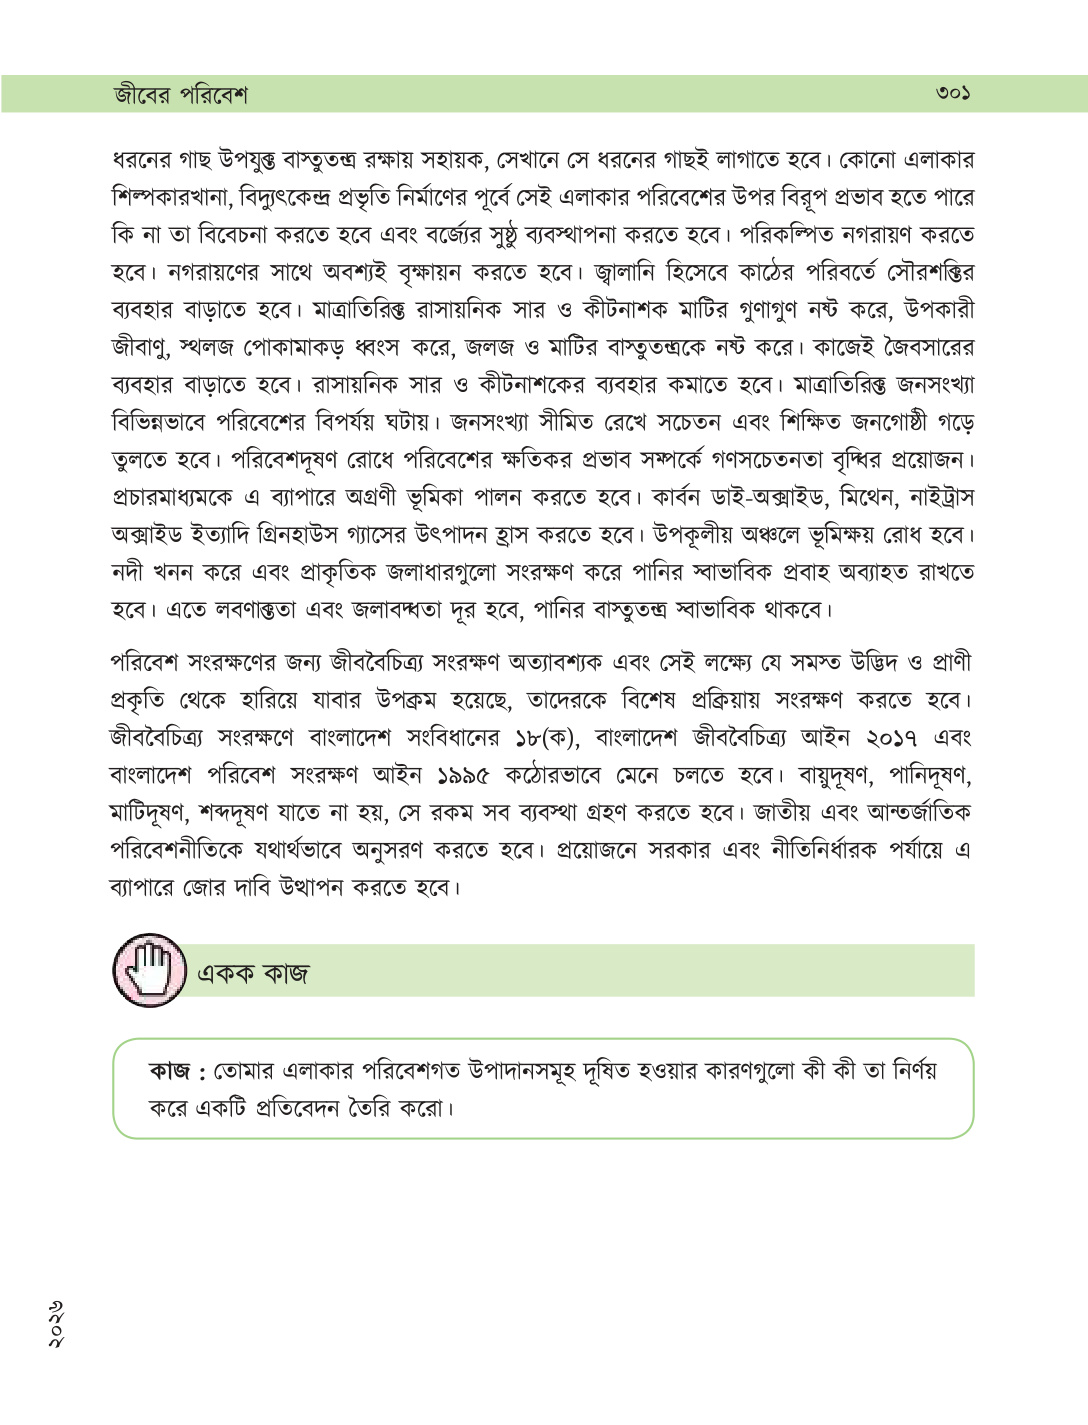 জীবের পরিবেশ
৩০১
ধরনের গাছ উপযুক্ত বাস্তুতন্ত্র রক্ষায় সহায়ক, সেখানে সে ধরনের গাছই লাগাতে হবে। কোনো এলাকার
শিল্পকারখানা, বিদ্যুৎকেন্দ্র প্রভৃতি নির্মাণের পূর্বে সেই এলাকার পরিবেশের উপর বিরূপ প্রভাব হতে পারে
কি না তা বিবেচনা করতে হবে এবং বর্জ্যের সুষ্ঠু ব্যবস্থাপনা করতে হবে। পরিকল্পিত নগরায়ণ করতে
হবে। নগরায়ণের সাথে অবশ্যই বৃক্ষায়ন করতে হবে। জ্বালানি হিসেবে কাঠের পরিবর্তে সৌরশক্তির
ব্যবহার বাড়াতে হবে। মাত্রাতিরিক্ত রাসায়নিক সার ও কীটনাশক মাটির গুণাগুণ নষ্ট করে, উপকারী
জীবাণু, স্থলজ পোকামাকড় ধ্বংস করে, জলজ ও মাটির বাস্তুতন্ত্রকে নষ্ট করে। কাজেই জৈবসারের
ব্যবহার বাড়াতে হবে। রাসায়নিক সার ও কীটনাশকের ব্যবহার কমাতে হবে। মাত্রাতিরিক্ত জনসংখ্যা
বিভিন্নভাবে পরিবেশের বিপর্যয় ঘটায়। জনসংখ্যা সীমিত রেখে সচেতন এবং শিক্ষিত জনগোষ্ঠী গড়ে
তুলতে হবে। পরিবেশদূষণ রোধে পরিবেশের ক্ষতিকর প্রভাব সম্পর্কে গণসচেতনতা বৃদ্ধির প্রয়োজন।
প্রচারমাধ্যমকে এ ব্যাপারে অগ্রণী ভূমিকা পালন করতে হবে। কার্বন ডাই-অক্সাইড, মিথেন, নাইট্রাস
অক্সাইড ইত্যাদি গ্রিনহাউস গ্যাসের উৎপাদন হ্রাস করতে হবে। উপকূলীয় অঞ্চলে ভূমিক্ষয় রোধ হবে।
নদী খনন করে এবং প্রাকৃতিক জলাধারগুলো সংরক্ষণ করে পানির স্বাভাবিক প্রবাহ অব্যাহত রাখতে
হবে। এতে লবণাক্ততা এবং জলাবদ্ধতা দূর হবে, পানির বাস্তুতন্ত্র স্বাভাবিক থাকবে।
পরিবেশ সংরক্ষণের জন্য জীববৈচিত্র্য সংরক্ষণ অত্যাবশ্যক এবং সেই লক্ষ্যে যে সমস্ত উদ্ভিদ ও প্রাণী
প্রকৃতি থেকে হারিয়ে যাবার উপক্রম হয়েছে, তাদেরকে বিশেষ প্রক্রিয়ায় সংরক্ষণ করতে হবে।
জীববৈচিত্র্য সংরক্ষণে বাংলাদেশ সংবিধানের ১৮(ক), বাংলাদেশ জীববৈচিত্র্য আইন ২০১৭ এবং
বাংলাদেশ পরিবেশ সংরক্ষণ আইন ১৯৯৫ কঠোরভাবে মেনে চলতে হবে। বায়ুদূষণ, পানিদূষণ,
মাটিদূষণ, শব্দদূষণ যাতে না হয়, সে রকম সব ব্যবস্থা গ্রহণ করতে হবে। জাতীয় এবং আন্তর্জাতিক
পরিবেশনীতিকে যথার্থভাবে অনুসরণ করতে হবে। প্রয়োজনে সরকার এবং নীতিনির্ধারক পর্যায়ে এ
ব্যাপারে জোর দাবি উত্থাপন করতে হবে।
একক কাজ
কাজ : তোমার এলাকার পরিবেশগত উপাদানসমূহ দূষিত হওয়ার কারণগুলো কী কী তা নির্ণয়
করে একটি প্রতিবেদন তৈরি করো।
২০২৬